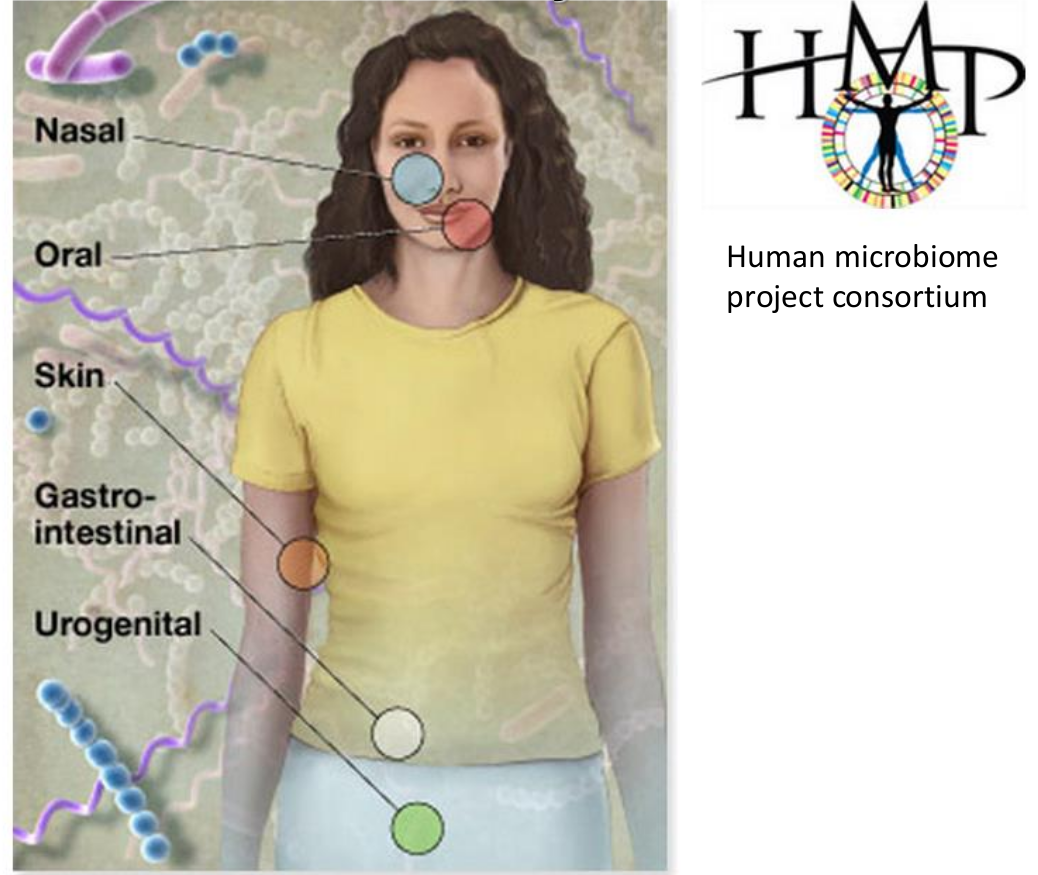 Nasal
Oral
Skin
Gastro-
intestinal
Urogenital
HMP
Human microbiome
project consortium